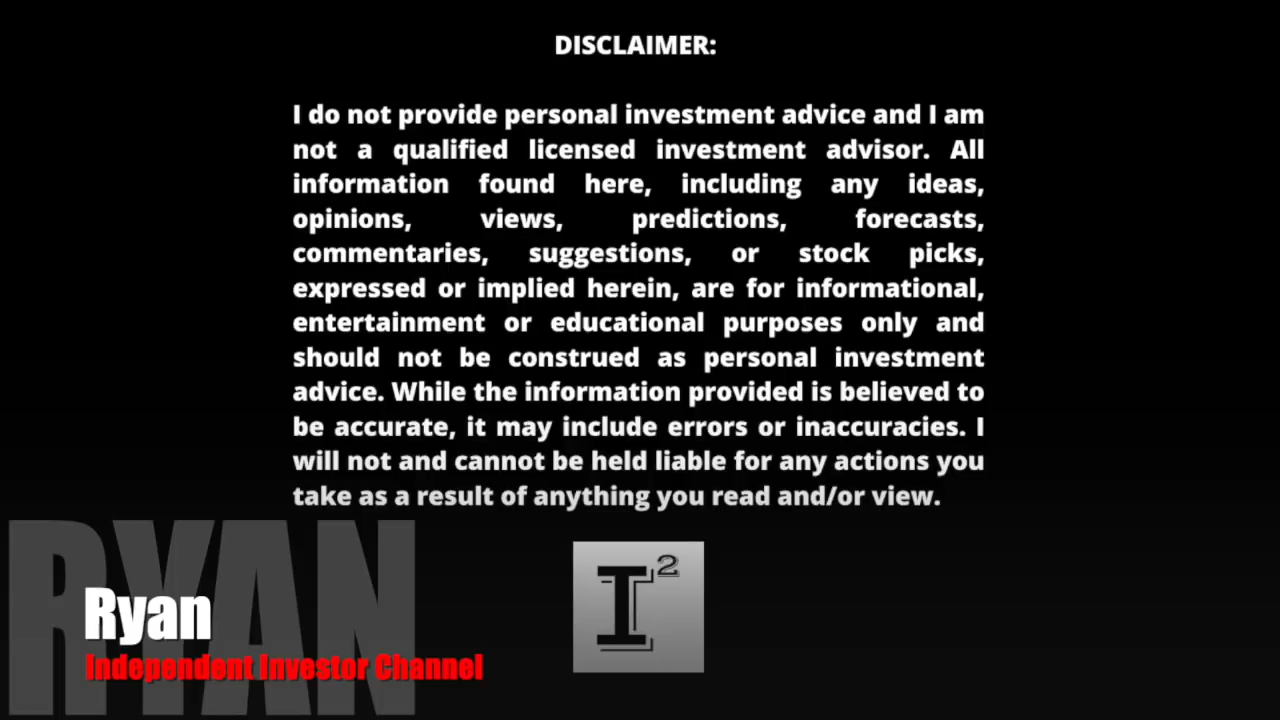 DISCLAIMER:
I do not provide personal investment advice and I am
not a qualified licensed investment advisor. All
information found here, including any ideas,
opinions, views, predictions, forecasts,
commentaries, suggestions, or stock picks,
expressed or implied herein, are for informational,
entertainment or educational purposes only and
should not be construed as personal investment
advice. While the information provided is believed to
be accurate, it may include errors or inaccuracies. I
will not and cannot be held liable for any actions you
take as a result of anything you read and/or view.
RYAN
Ryan
Independent Investor Channel
I²